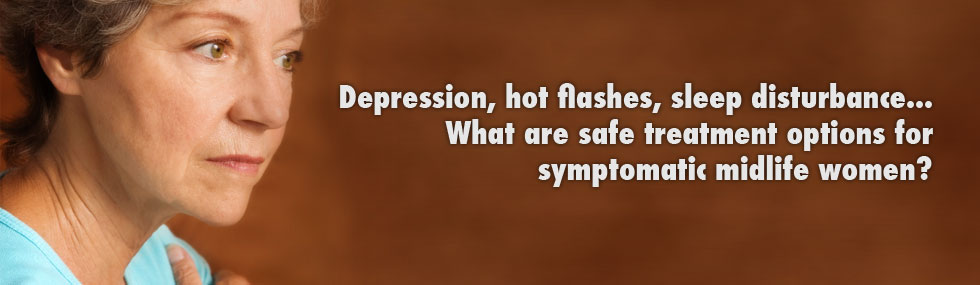 Depression, hot flashes, sleep disturbance...
What are safe treatment options for
symptomatic midlife women?